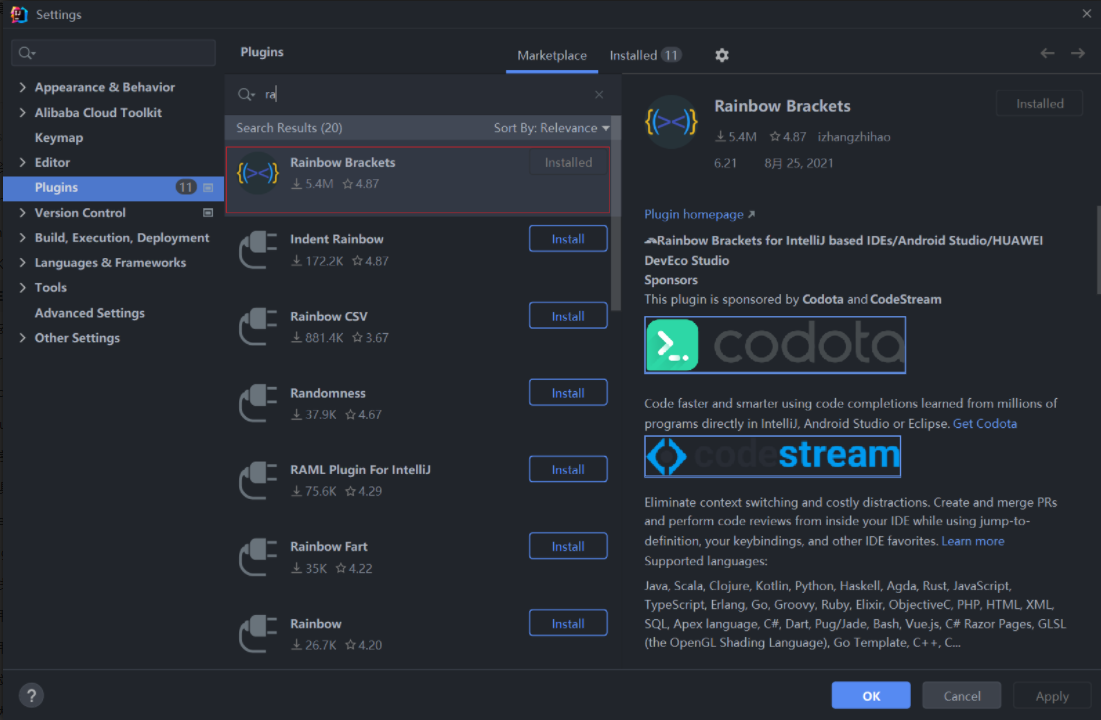 Settings
Plugins
Marketplace
Installed 11
Appearance & Behavior
Alibaba Cloud Toolkit
Keymap
Editor
Plugins 11
Version Control
Build, Execution, Deployment
Languages & Frameworks
Tools
Advanced Settings
Other Settings
ra
Search Results (20)
Sort By: Relevance
Rainbow Brackets
Installed
5.4M 4.87
Indent Rainbow
Install
172.2K 4.87
Rainbow CSV
Install
881.4K 3.67
Randomness
Install
37.9K 4.67
RAML Plugin For IntelliJ
Install
75.6K 4.29
Rainbow Fart
Install
35K 4.22
Rainbow
Install
26.7K 4.20
Rainbow Brackets
Installed
5.4M 4.87 izhangzhihao
6.21 8月 25, 2021
Plugin homepage
Rainbow Brackets for IntelliJ based IDEs/Android Studio/HUAWEI
DevEco Studio
Sponsors
This plugin is sponsored by Codota and CodeStream
codota
Code faster and smarter using code completions learned from millions of
programs directly in IntelliJ, Android Studio or Eclipse. Get Codota
codestream
Eliminate context switching and costly distractions. Create and merge PRs
and perform code reviews from inside your IDE while using jump-to-
definition, your keybindings, and other IDE favorites. Learn more
Supported languages:
Java, Scala, Clojure, Kotlin, Python, Haskell, Agda, Rust, JavaScript,
TypeScript, Erlang, Go, Groovy, Ruby, Elixir, ObjectiveC, PHP, HTML, XML,
SQL, Apex language, C#, Dart, Pug/Jade, Bash, Vue.js, C# Razor Pages, GLSL
(the OpenGL Shading Language), Go Template, C++, C...
?
OK
Cancel
Apply